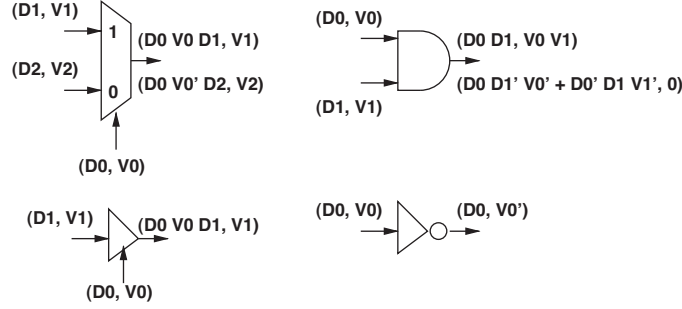 (D1, V1)
1
(D0 V0 D1, V1)
(D2, V2)
0
(D0 V0' D2, V2)
(D0, V0)
(D0, V0)
(D0 D1, V0 V1)
(D0 D1' V0' + D0' D1 V1', 0)
(D1, V1)
(D1, V1)
(D0 V0 D1, V1)
(D0, V0)
(D0, V0)
(D0, V0')